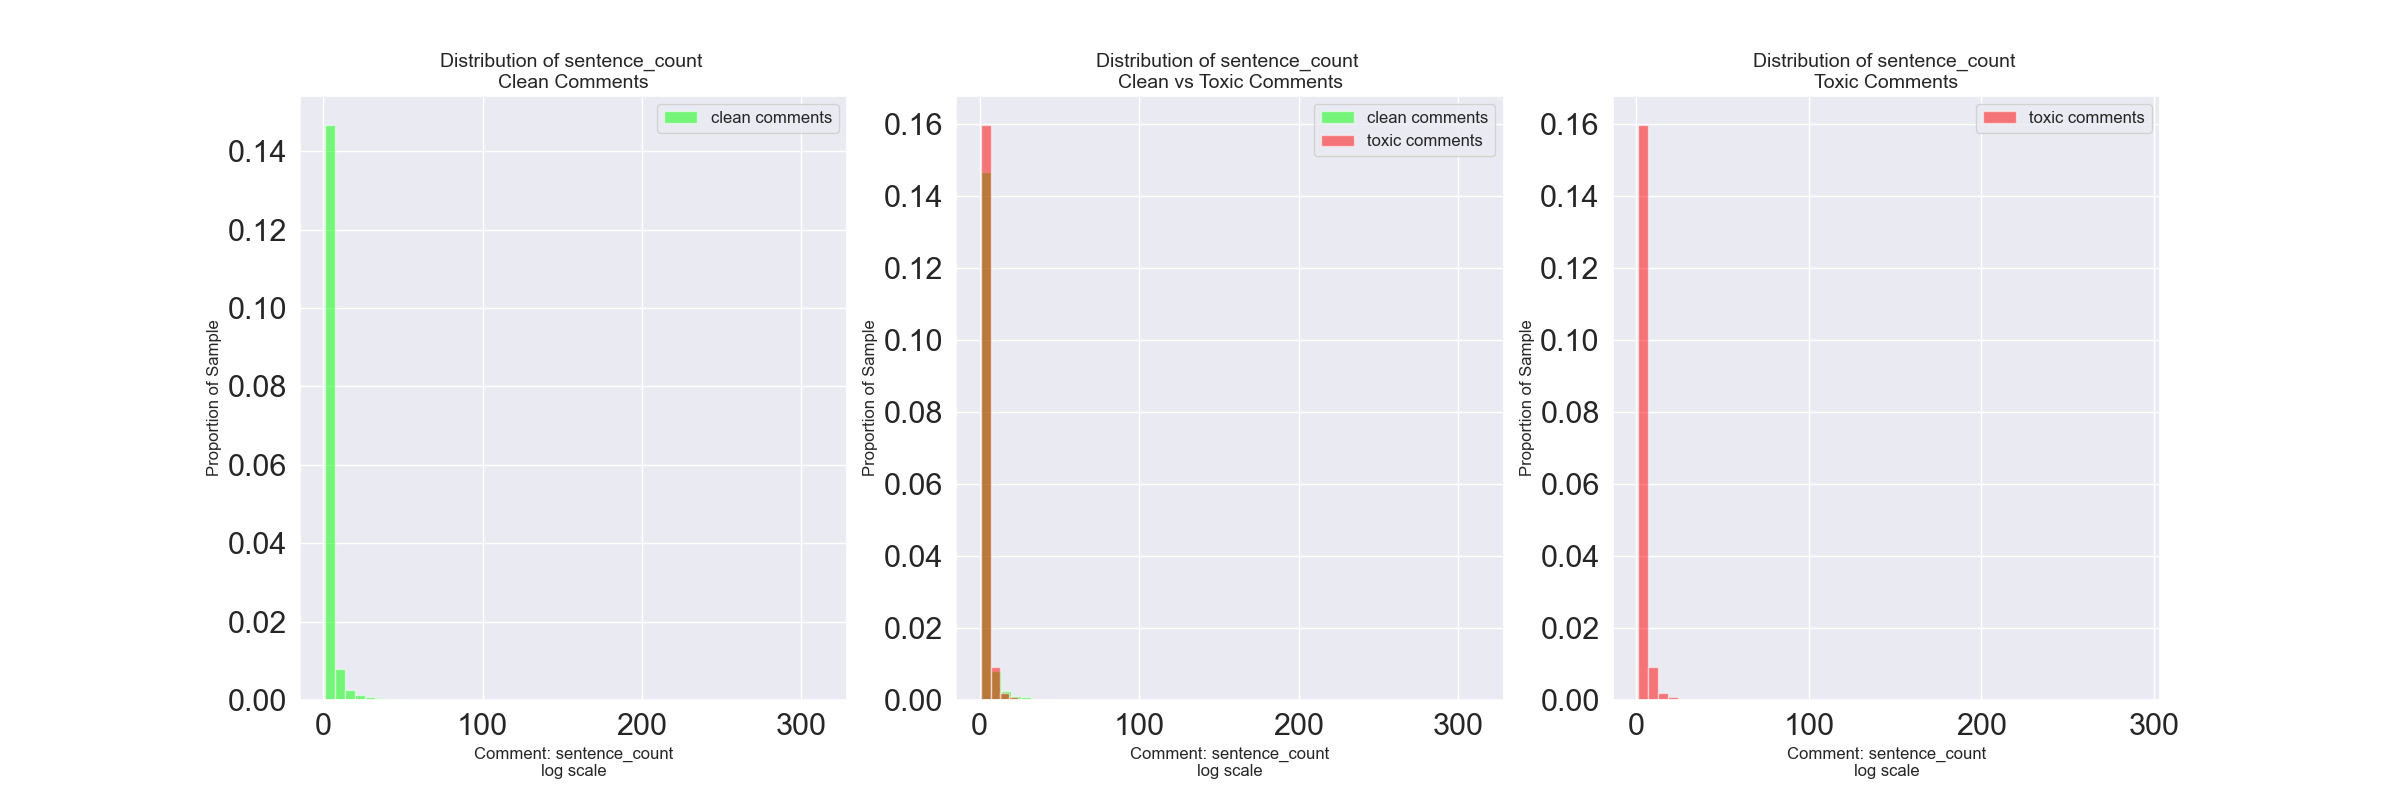 Distribution of sentence_count
Clean Comments
clean comments
0.14
0.12
0.10
0.08
0.06
0.04
0.02
0.00
Proportion of Sample
0 100 200 300
Comment: sentence_count
log scale
Distribution of sentence_count
Clean vs Toxic Comments
clean comments
toxic comments
0.16
0.14
0.12
0.10
0.08
0.06
0.04
0.02
0.00
Proportion of Sample
0 100 200 300
Comment: sentence_count
log scale
Distribution of sentence_count
Toxic Comments
toxic comments
0.16
0.14
0.12
0.10
0.08
0.06
0.04
0.02
0.00
Proportion of Sample
0 100 200 300
Comment: sentence_count
log scale